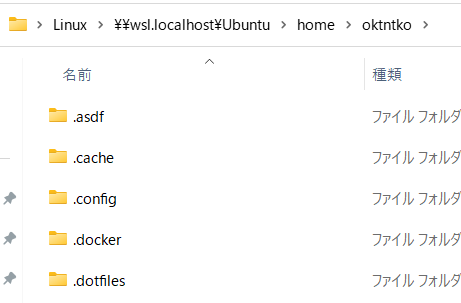 Linux > ¥¥wsl.localhost¥Ubuntu > home > oktntko >
名前 種類
.asdf ファイル フォルダ
.cache ファイル フォルダ
.config ファイル フォルダ
.docker ファイル フォルダ
.dotfiles ファイル フォルダ